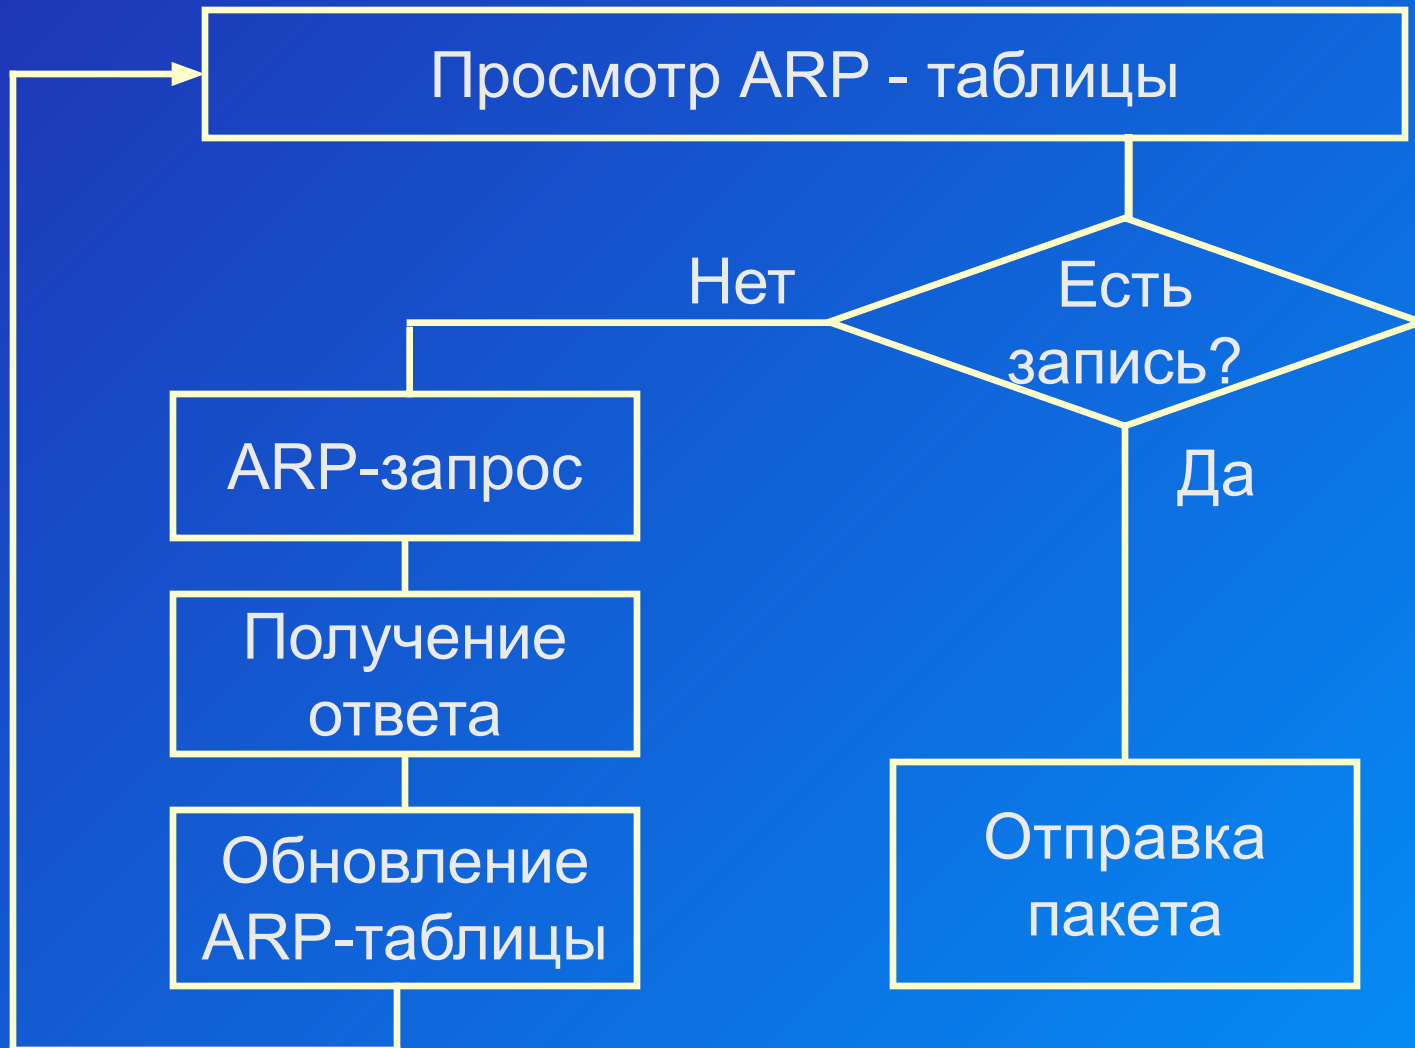 Просмотр ARP - таблицы
Нет
Есть
запись?
Да
ARP-запрос
Получение
ответа
Обновление
ARP-таблицы
Отправка
пакета